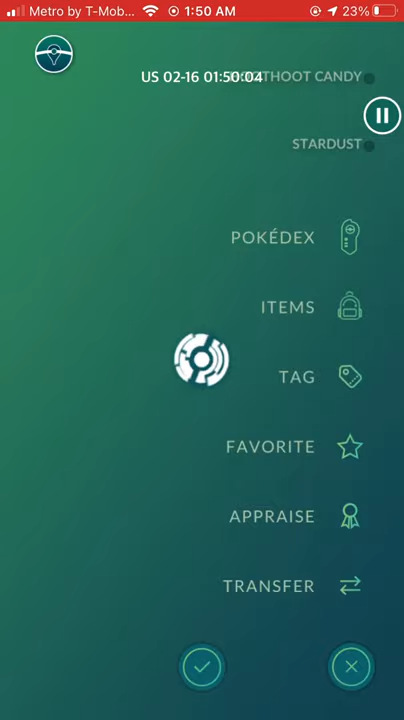 Metro by T-Mob... 1:50 AM 23%
US 02-16 01:50:04 HOOTHOOT CANDY
STARDUST
POKÉDEX
ITEMS
TAG
FAVORITE
APPRAISE
TRANSFER